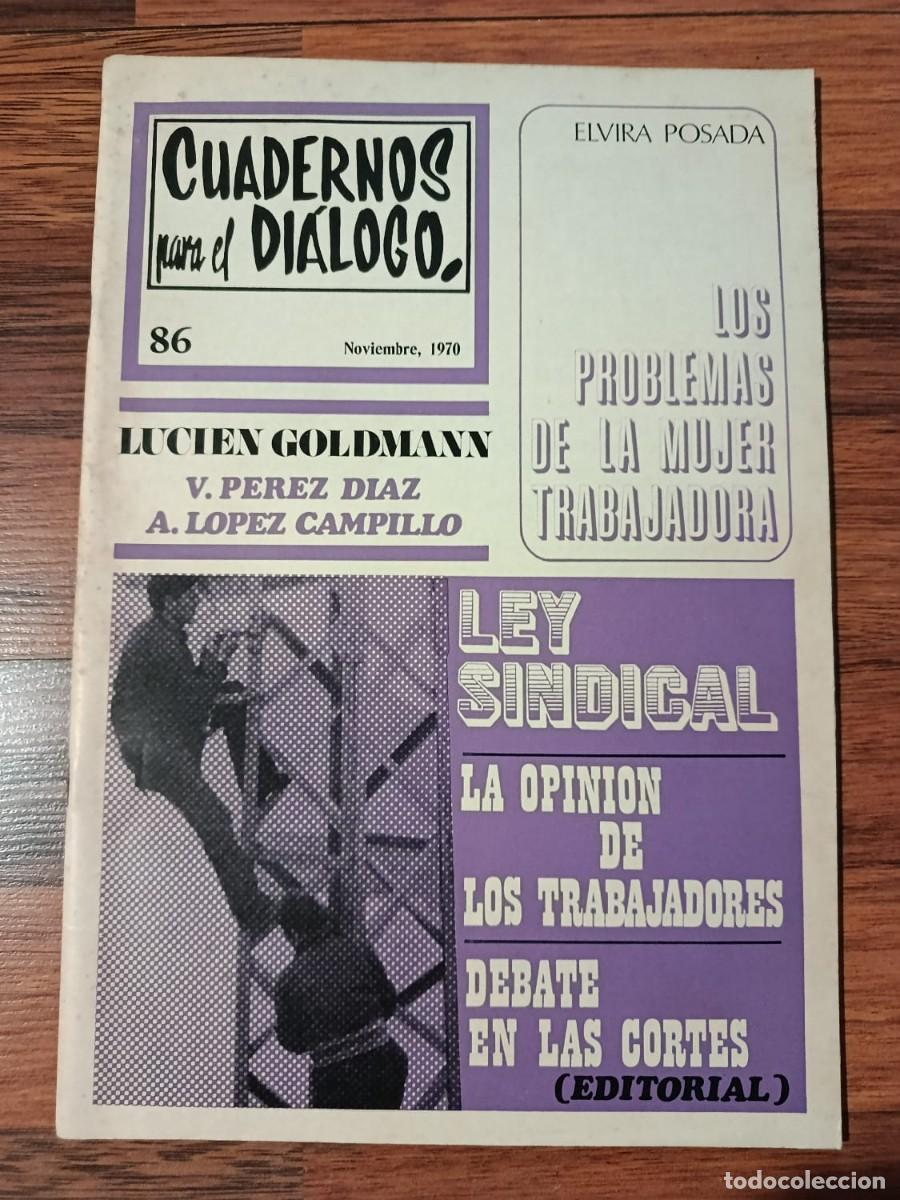 CUADERNOS
para el DIÁLOGO.
86
Noviembre, 1970
ELVIRA POSADA
LOS
PROBLEMAS
DE LA MUJER
TRABAJADORA
LUCIEN GOLDMANN
V. PEREZ DIAZ
A. LOPEZ CAMPILLO
LEY
SINDICAL
LA OPINION
DE
LOS TRABAJADORES
DEBATE
EN LAS CORTES
(EDITORIAL)
todocoleccion